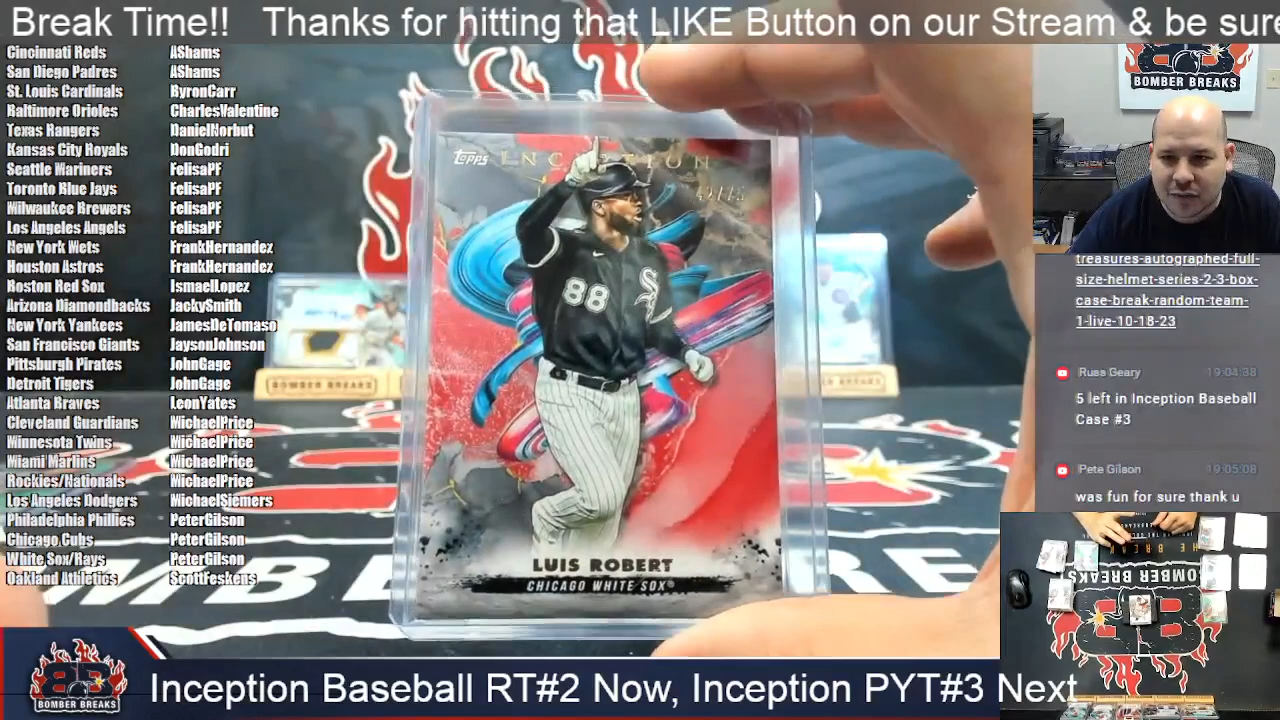 Break Time!!   Thanks for hitting that LIKE Button on our Stream & be sure
Cincinnati Reds AShams
San Diego Padres AShams
St. Louis Cardinals ByronCarr
Baltimore Orioles CharlesValentine
Texas Rangers DanielNorbut
Kansas City Royals DonGodri
Seattle Mariners FelisaPF
Toronto Blue Jays FelisaPF
Milwaukee Brewers FelisaPF
Los Angeles Angels FelisaPF
New York Mets FrankHernandez
Houston Astros FrankHernandez
Boston Red Sox IsmaelLopez
Arizona Diamondbacks JackySmith
New York Yankees JamesDeTomaso
San Francisco Giants JaysonJohnson
Pittsburgh Pirates JohnGage
Detroit Tigers JohnGage
Atlanta Braves LeonYates
Cleveland Guardians MichaelPrice
Minnesota Twins MichaelPrice
Miami Marlins MichaelPrice
Rockies/Nationals MichaelPrice
Los Angeles Dodgers MichaelSiemers
Philadelphia Phillies PeterGilson
Chicago Cubs PeterGilson
White Sox/Rays PeterGilson
Oakland Athletics ScottFeskens
Topps INCEPTION
88
LUIS ROBERT
CHICAGO WHITE SOX
BOMBER BREAKS
BOMBER BREAKS
treasures-autographed-full-
size-helmet-series-2-3-box-
case-break-random-team-
1-live-10-18-23
Russ Geary 19:04:38
5 left in Inception Baseball
Case #3
Pete Gilson 19:05:08
was fun for sure thank u
BOMBER BREAKS
BOMBER BREAKS
Inception Baseball RT#2 Now, Inception PYT#3 Next